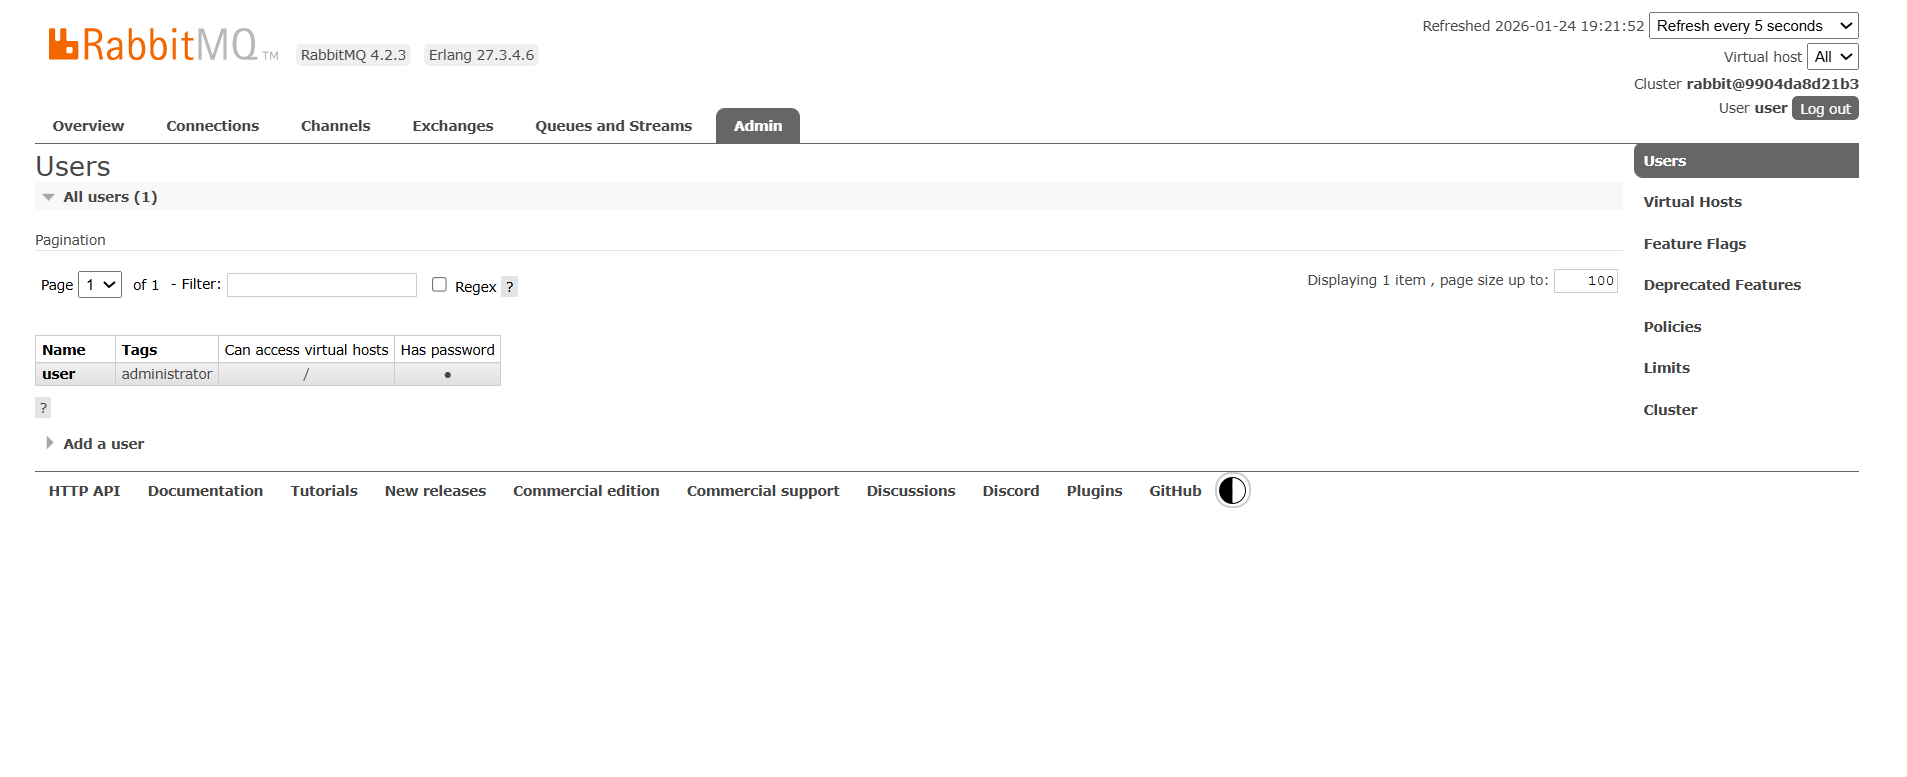 RabbitMQ TM RabbitMQ 4.2.3 Erlang 27.3.4.6
Refreshed 2026-01-24 19:21:52 Refresh every 5 seconds
Virtual host All
Cluster rabbit@9904da8d21b3
User user Log out
Overview Connections Channels Exchanges Queues and Streams Admin
Users
All users (1)
Pagination
Page 1 of 1 - Filter: Regex ? Displaying 1 item , page size up to: 100
Name Tags Can access virtual hosts Has password
user administrator / ●
?
Add a user
Users
Virtual Hosts
Feature Flags
Deprecated Features
Policies
Limits
Cluster
HTTP API Documentation Tutorials New releases Commercial edition Commercial support Discussions Discord Plugins GitHub